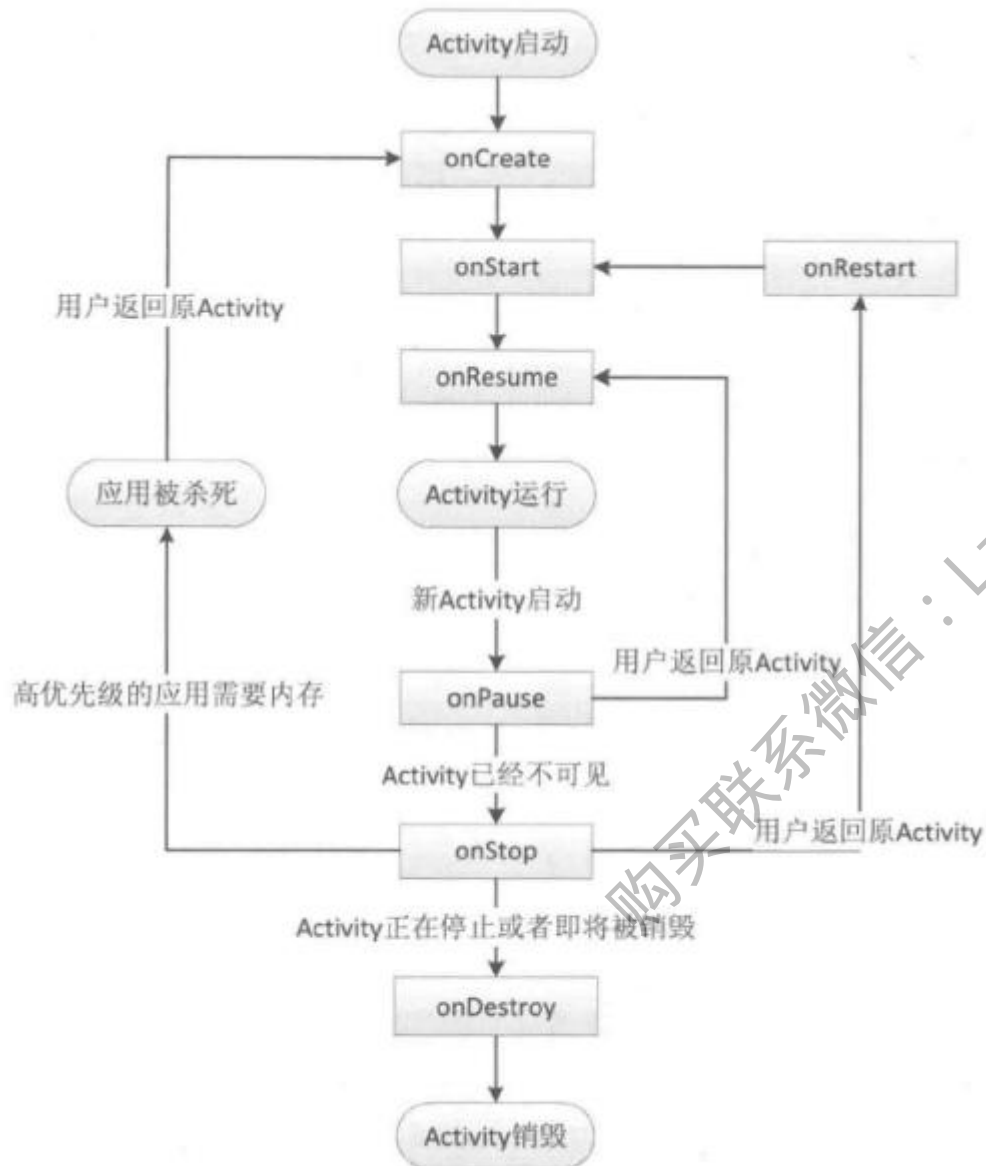 Activity启动
onCreate
onStart
onRestart
用户返回原Activity
onResume
应用被杀死
Activity运行
新Activity启动
用户返回原Activity
高优先级的应用需要内存
onPause
Activity已经不可见
用户返回原Activity
onStop
Activity正在停止或者即将被销毁
onDestroy
Activity销毁
购买联系微信：